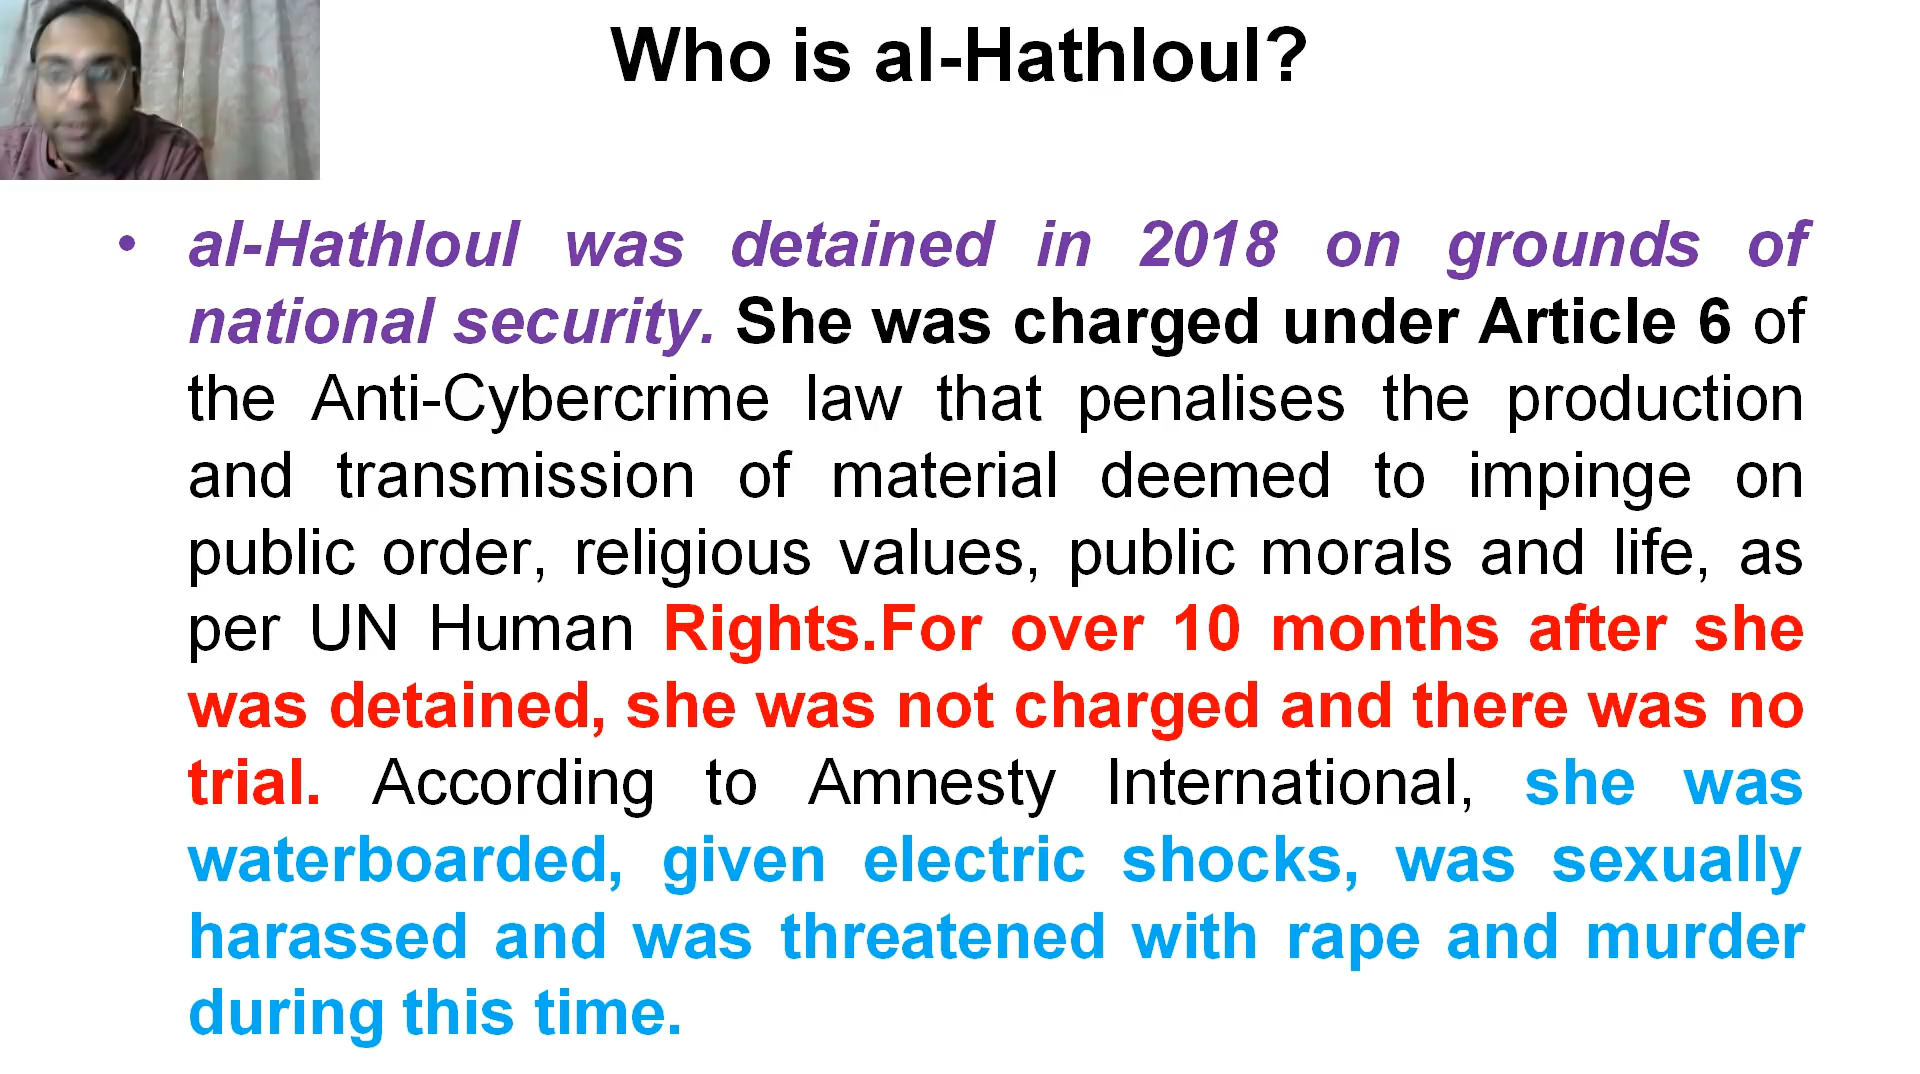 Who is al-Hathloul?
• al-Hathloul was detained in 2018 on grounds of
national security. She was charged under Article 6 of
the Anti-Cybercrime law that penalises the production
and transmission of material deemed to impinge on
public order, religious values, public morals and life, as
per UN Human Rights.For over 10 months after she
was detained, she was not charged and there was no
trial. According to Amnesty International, she was
waterboarded, given electric shocks, was sexually
harassed and was threatened with rape and murder
during this time.